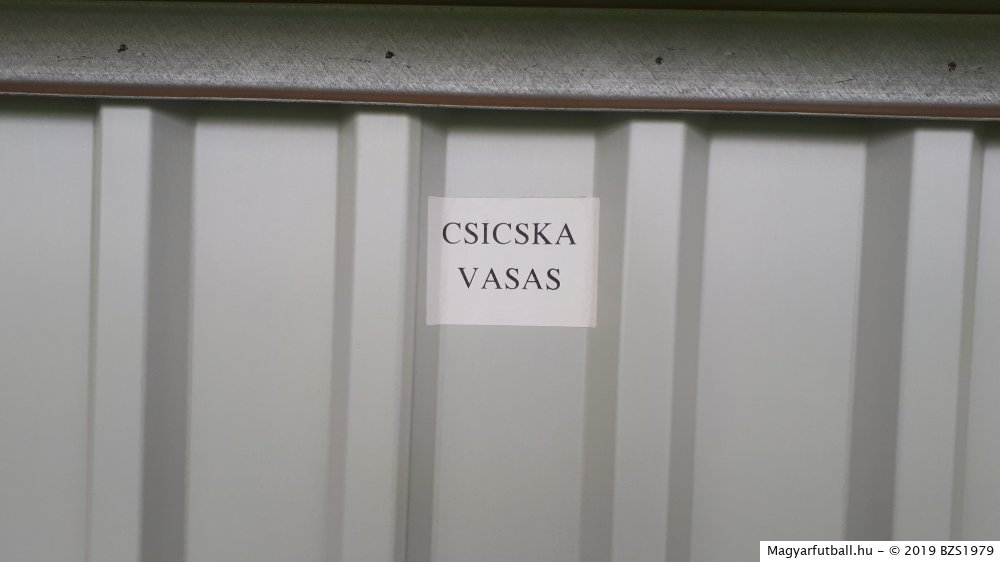 CSICSKA
VASAS
Magyarfutball.hu – © 2019 BZS1979